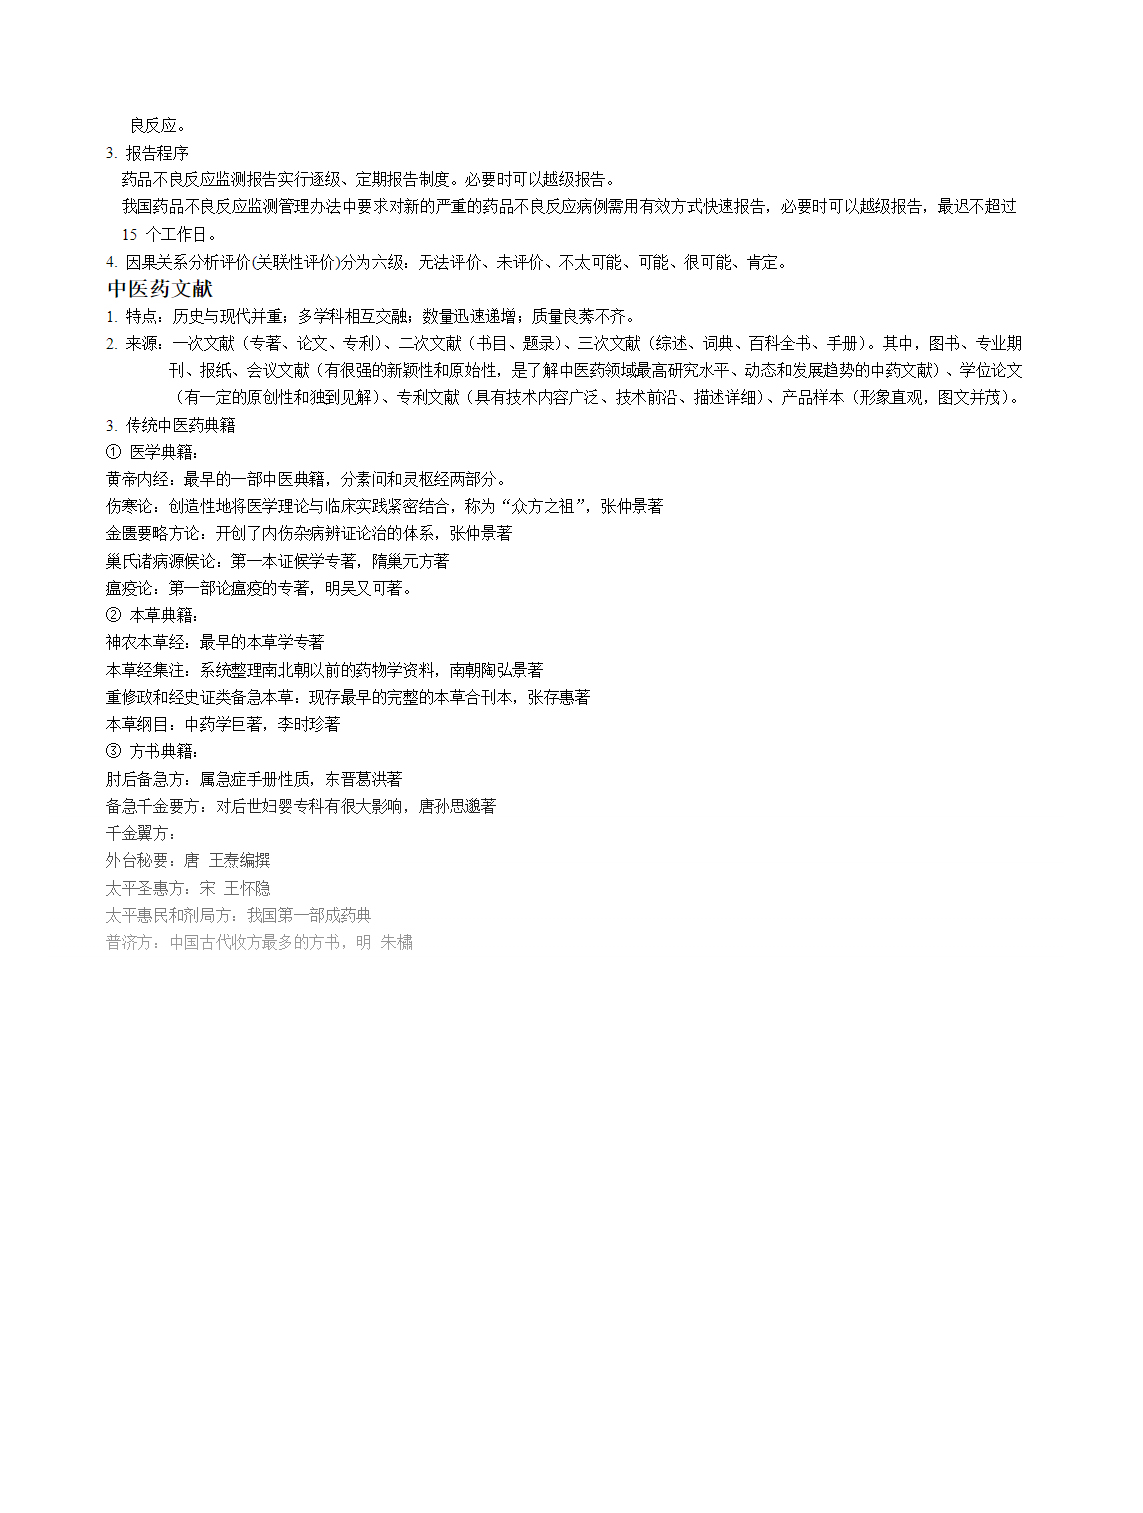 良反应。
3. 报告程序
药品不良反应监测报告实行逐级、定期报告制度。必要时可以越级报告。
我国药品不良反应监测管理办法中要求对新的严重的药品不良反应病例需用有效方式快速报告，必要时可以越级报告，最迟不超过
15 个工作日。
4. 因果关系分析评价(关联性评价)分为六级：无法评价、未评价、不太可能、可能、很可能、肯定。
中医药文献
1. 特点：历史与现代并重；多学科相互交融；数量迅速递增；质量良莠不齐。
2. 来源：一次文献（专著、论文、专利）、二次文献（书目、题录）、三次文献（综述、词典、百科全书、手册）。其中，图书、专业期
刊、报纸、会议文献（有很强的新颖性和原始性，是了解中医药领域最高研究水平、动态和发展趋势的中药文献）、学位论文
（有一定的原创性和独到见解）、专利文献（具有技术内容广泛、技术前沿、描述详细）、产品样本（形象直观，图文并茂）。
3. 传统中医药典籍
① 医学典籍：
黄帝内经：最早的一部中医典籍，分素问和灵枢经两部分。
伤寒论：创造性地将医学理论与临床实践紧密结合，称为“众方之祖”，张仲景著
金匮要略方论：开创了内伤杂病辨证论治的体系，张仲景著
巢氏诸病源候论：第一本证候学专著，隋巢元方著
瘟疫论：第一部论瘟疫的专著，明吴又可著。
② 本草典籍：
神农本草经：最早的本草学专著
本草经集注：系统整理南北朝以前的药物学资料，南朝陶弘景著
重修政和经史证类备急本草：现存最早的完整的本草合刊本，张存惠著
本草纲目：中药学巨著，李时珍著
③ 方书典籍：
肘后备急方：属急症手册性质，东晋葛洪著
备急千金要方：对后世妇婴专科有很大影响，唐孙思邈著
千金翼方：
外台秘要：唐 王焘编撰
太平圣惠方：宋 王怀隐
太平惠民和剂局方：我国第一部成药典
普济方：中国古代收方最多的方书，明 朱橚